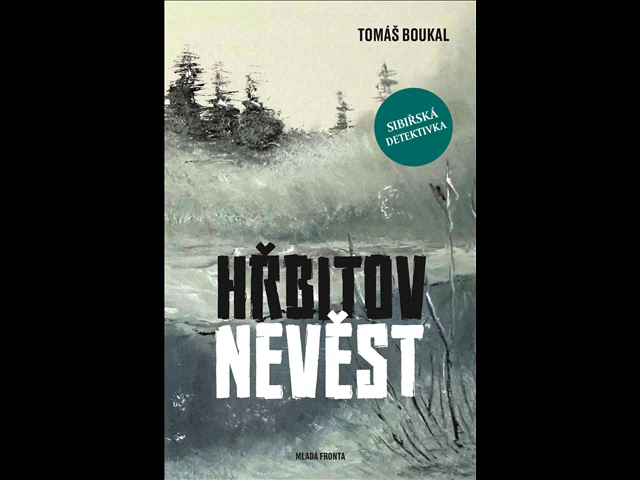 TOMÁŠ BOUKAL
SIBIŘSKÁ
DETEKTIVKA
HŘBITOV
NEVĚST
MLADÁ FRONTA